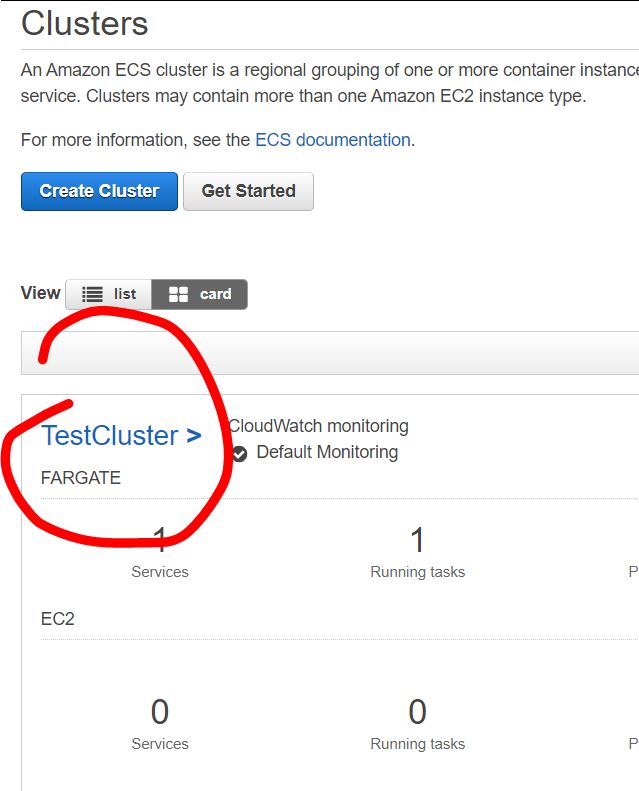 Clusters
An Amazon ECS cluster is a regional grouping of one or more container instance
service. Clusters may contain more than one Amazon EC2 instance type.
For more information, see the ECS documentation.
Create Cluster Get Started
View list card
TestCluster > CloudWatch monitoring
Default Monitoring
FARGATE
1 1
Services Running tasks P
EC2
0 0
Services Running tasks P